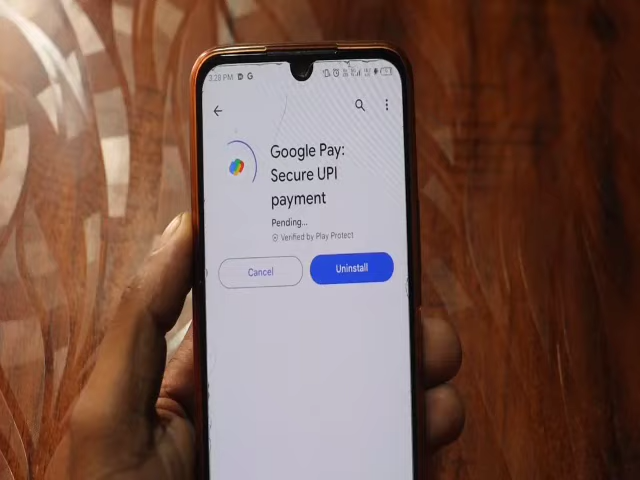 3:28 PM
Google Pay:
Secure UPI
payment
Pending...
Verified by Play Protect
Cancel
Uninstall